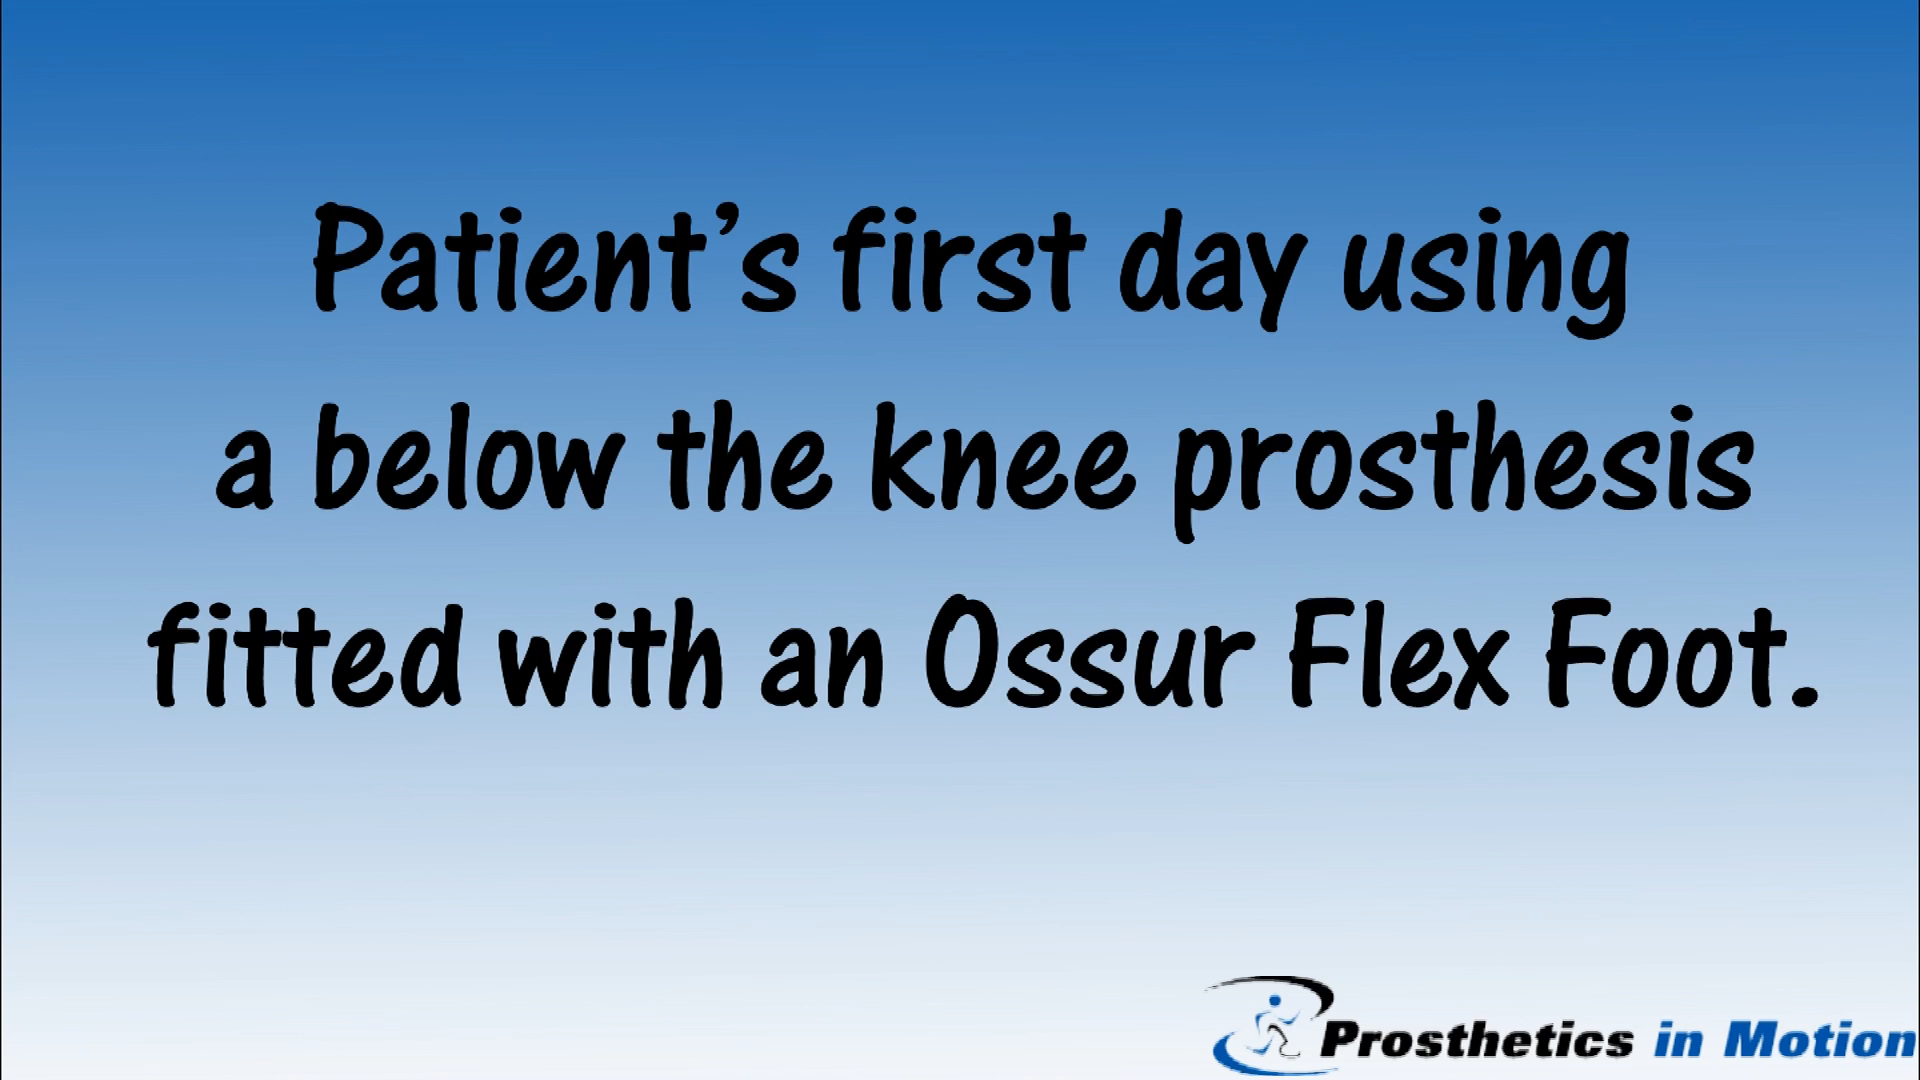 Patient’s first day using
a below the knee prosthesis
fitted with an Ossur Flex Foot.
Prosthetics in Motion